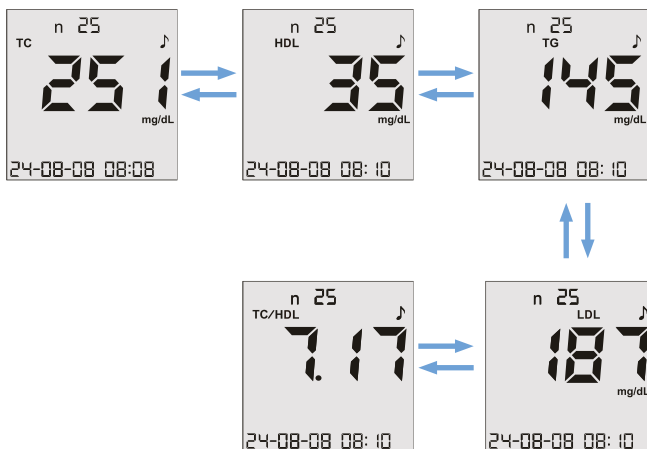 n 25
TC
251
mg/dL
24-08-08 08:08
n 25
HDL
35
mg/dL
24-08-08 08:10
n 25
TG
145
mg/dL
24-08-08 08:10
n 25
TC/HDL
7.17
24-08-08 08:10
n 25
LDL
187
mg/dL
24-08-08 08:10